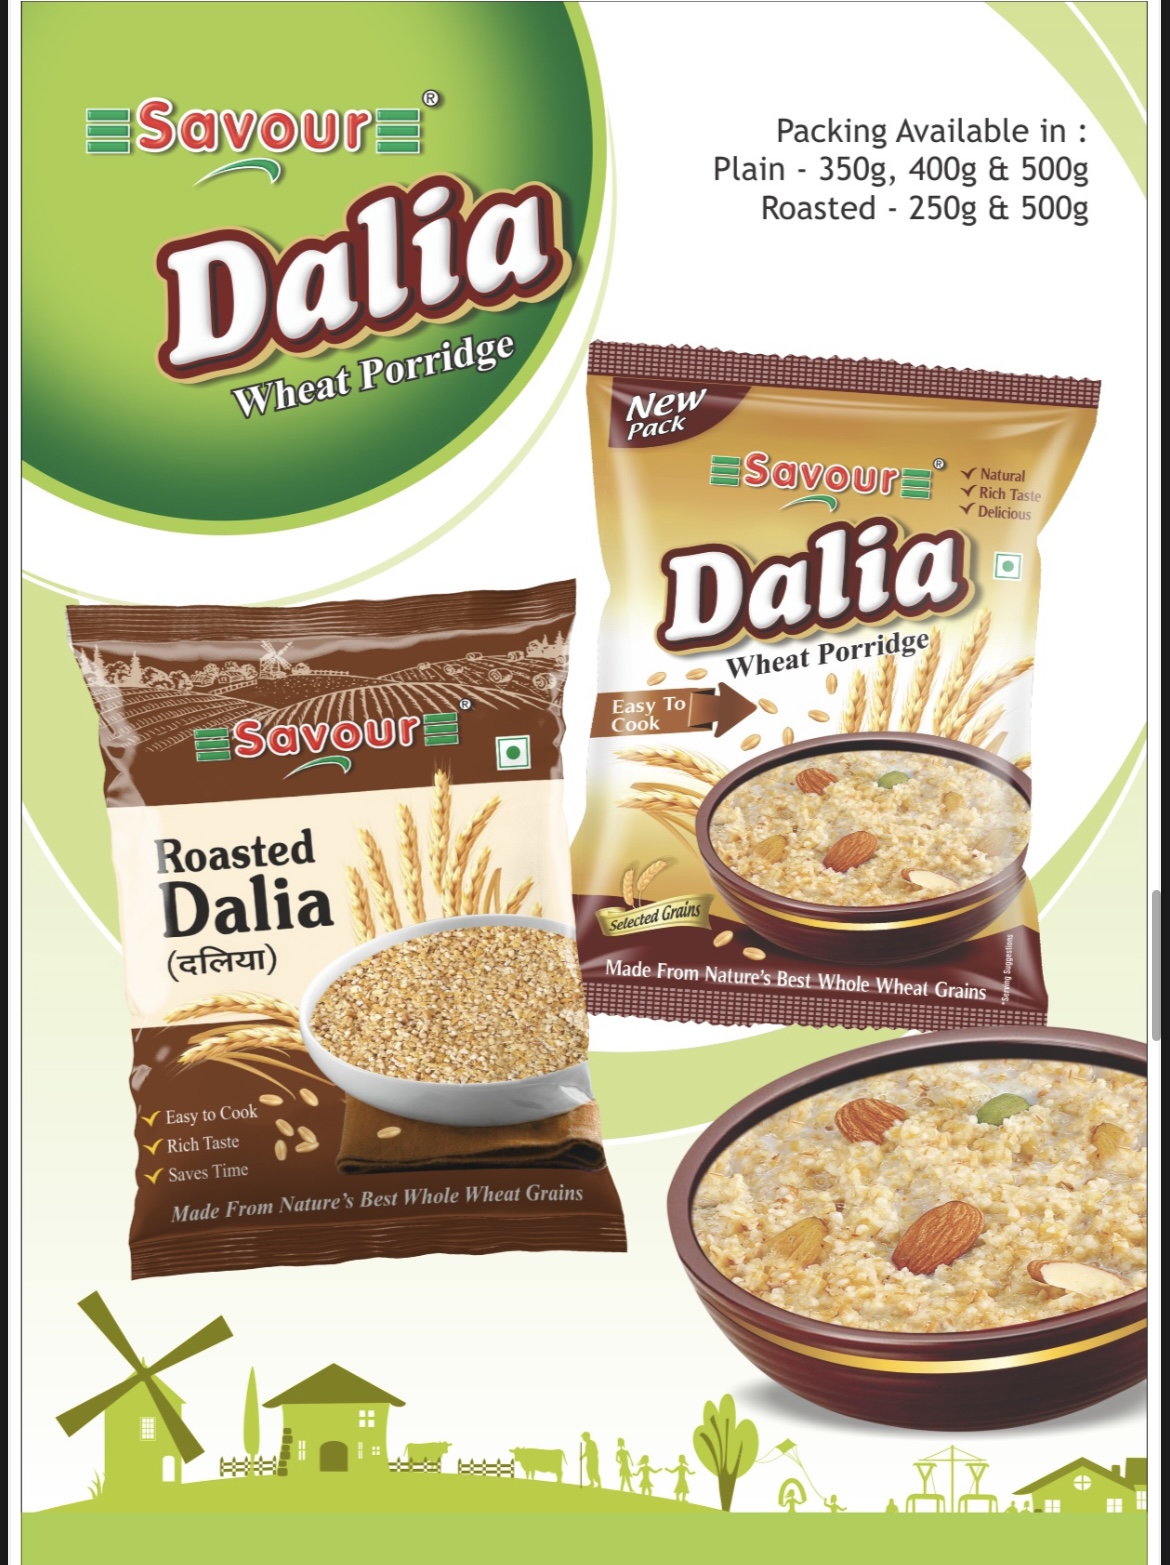 Savour®
Dalia
Wheat Porridge
Packing Available in :
Plain - 350g, 400g & 500g
Roasted - 250g & 500g
New
Pack
Savour®
Natural
Rich Taste
Delicious
Dalia
Wheat Porridge
Easy To
Cook
Selected Grains
Made From Nature's Best Whole Wheat Grains
*Serving Suggestions
Savour®
Roasted
Dalia
(दलिया)
Easy to Cook
Rich Taste
Saves Time
Made From Nature's Best Whole Wheat Grains